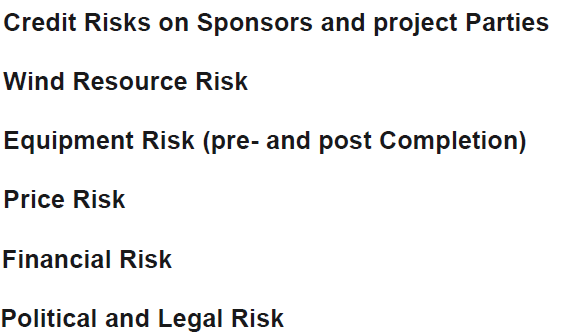 Credit Risks on Sponsors and project Parties
Wind Resource Risk
Equipment Risk (pre- and post Completion)
Price Risk
Financial Risk
Political and Legal Risk